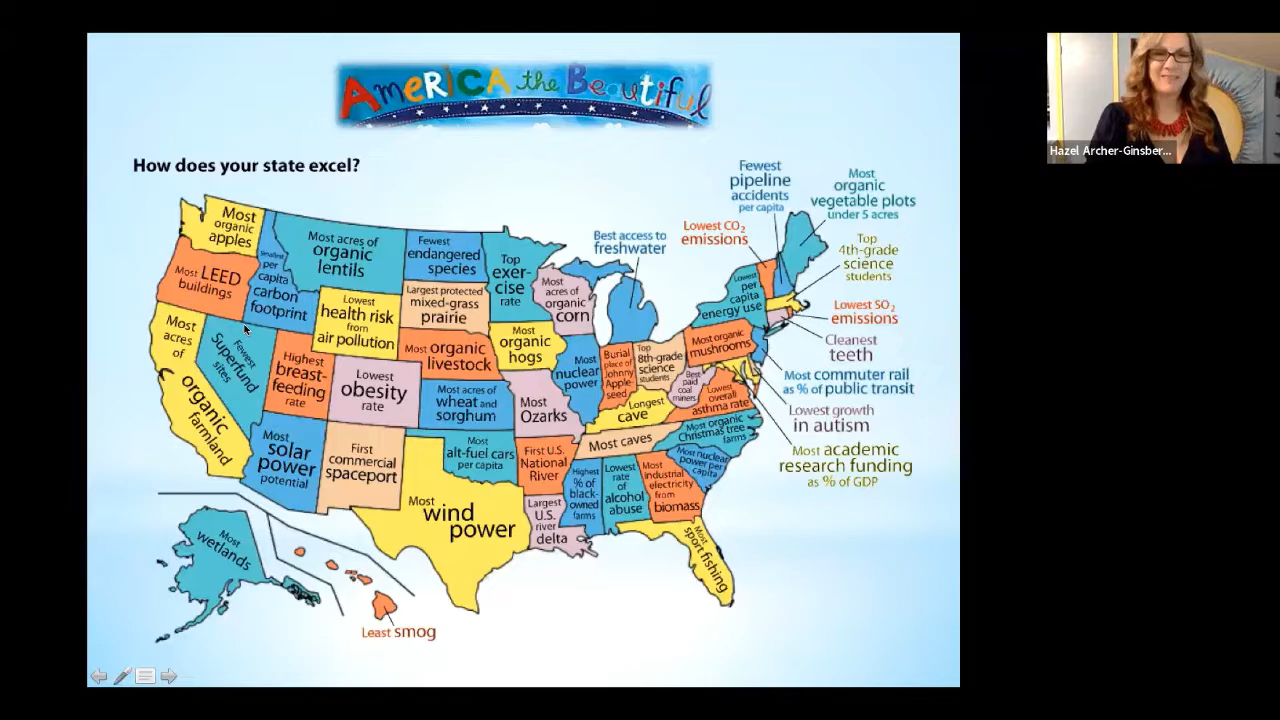 AmeRICA the Beautiful
Hazel Archer-Ginsber...
How does your state excel?
Fewest
pipeline
accidents
per capita
Most
organic
vegetable plots
under 5 acres
Lowest CO2
emissions
Best access to
freshwater
Top
4th-grade
science
students
Most
organic
apples
Most acres of
organic
lentils
Fewest
endangered
species
Top
exer-
cise
rate
Most
acres of
organic
corn
Lowest
per
capita
energy use
Most LEED
buildings
Smallest
per
capita
carbon
footprint
Lowest
health risk
from
air pollution
Largest protected
mixed-grass
prairie
Lowest SO2
emissions
Cleanest
teeth
Most
acres
of
organic
farmland
Fewest
Superfund
sites
Highest
breast-
feeding
rate
Lowest
obesity
rate
Most organic
livestock
Most
organic
hogs
Most
nuclear
power
Burial
place of
Johnny
Apple-
seed
Top
8th-grade
science
students
Most organic
mushrooms
Best
paid
coal
miners
Lowest
overall
asthma rate
Most commuter rail
as % of public transit
Lowest growth
in autism
Most academic
research funding
as % of GDP
Most acres of
wheat and
sorghum
Most
Ozarks
Longest
cave
Most caves
Most organic
Christmas tree
farms
Most nuclear
power per
capita
Most
solar
power
potential
First
commercial
spaceport
Most
alt-fuel cars
per capita
First U.S.
National
River
Highest
% of
black-
owned
farms
Lowest
rate
of
alcohol
abuse
Most
industrial
electricity
from
biomass
Most
wind
power
Largest
U.S.
river
delta
Most
sport fishing
Most
wetlands
Least smog